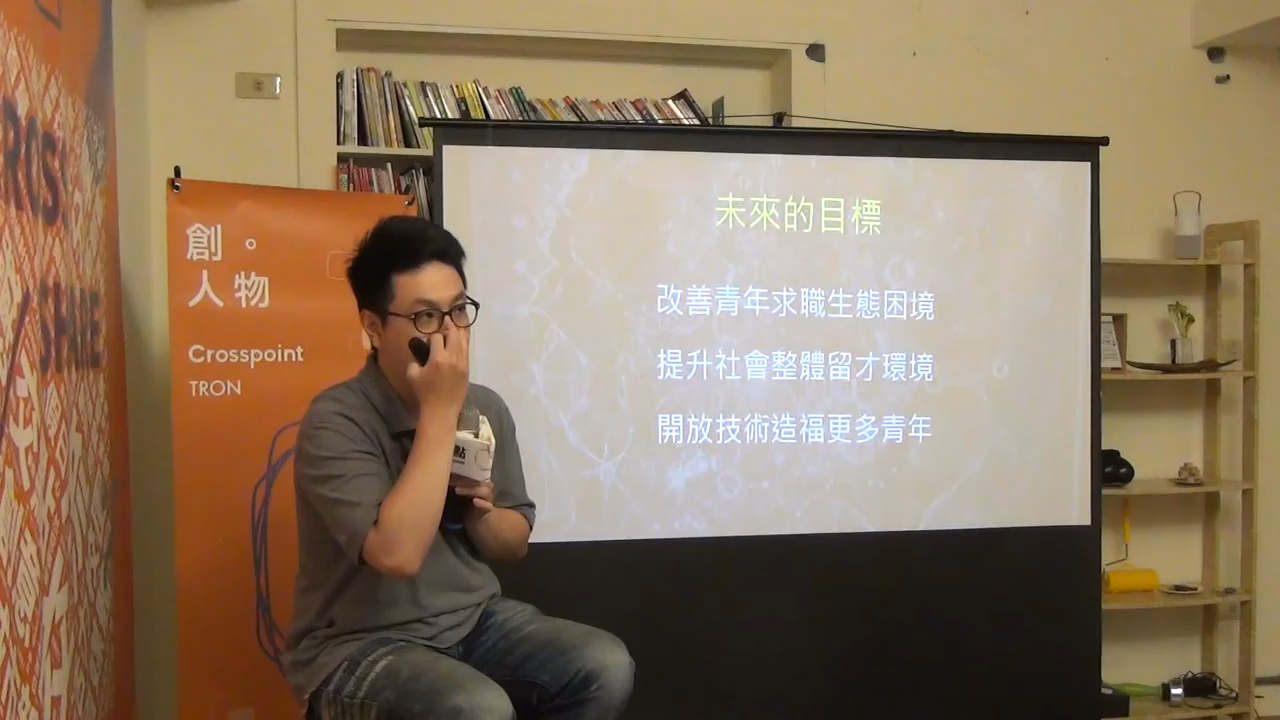 創。
人物
Crosspoint
TRON
未來的目標
改善青年求職生態困境
提升社會整體留才環境
開放技術造福更多青年